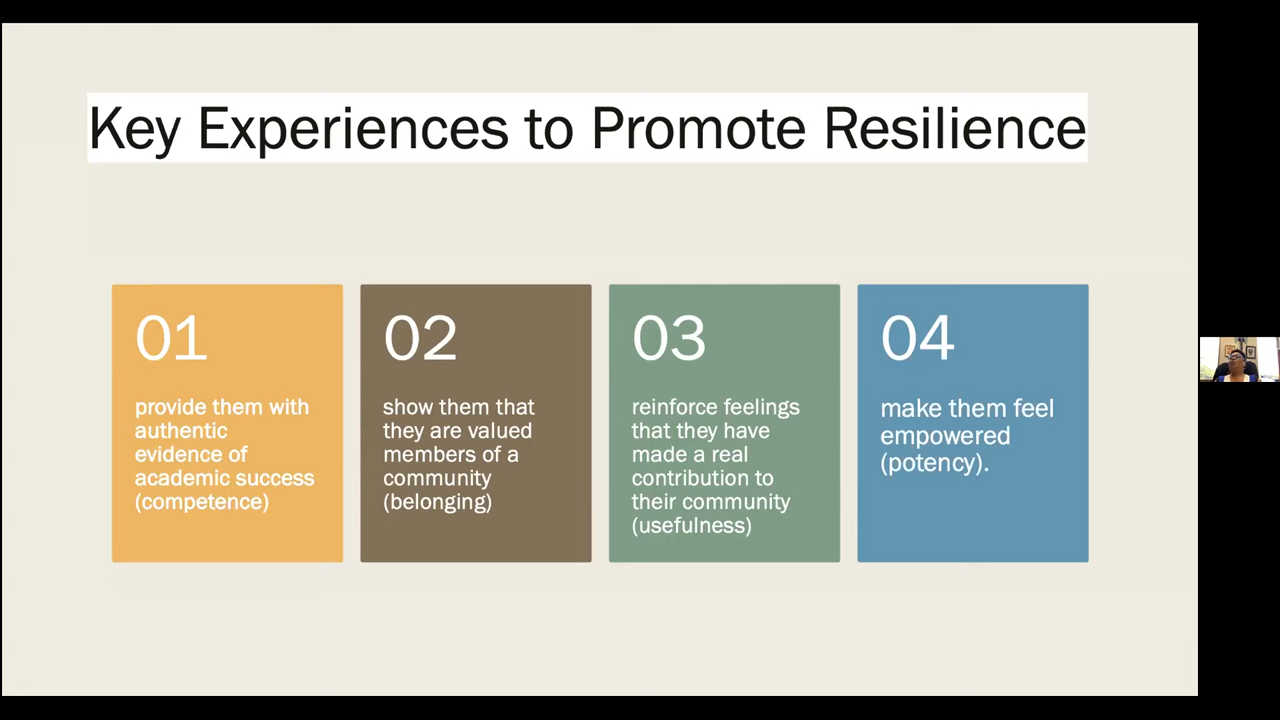 Key Experiences to Promote Resilience
01
provide them with
authentic
evidence of
academic success
(competence)
02
show them that
they are valued
members of a
community
(belonging)
03
reinforce feelings
that they have
made a real
contribution to
their community
(usefulness)
04
make them feel
empowered
(potency).